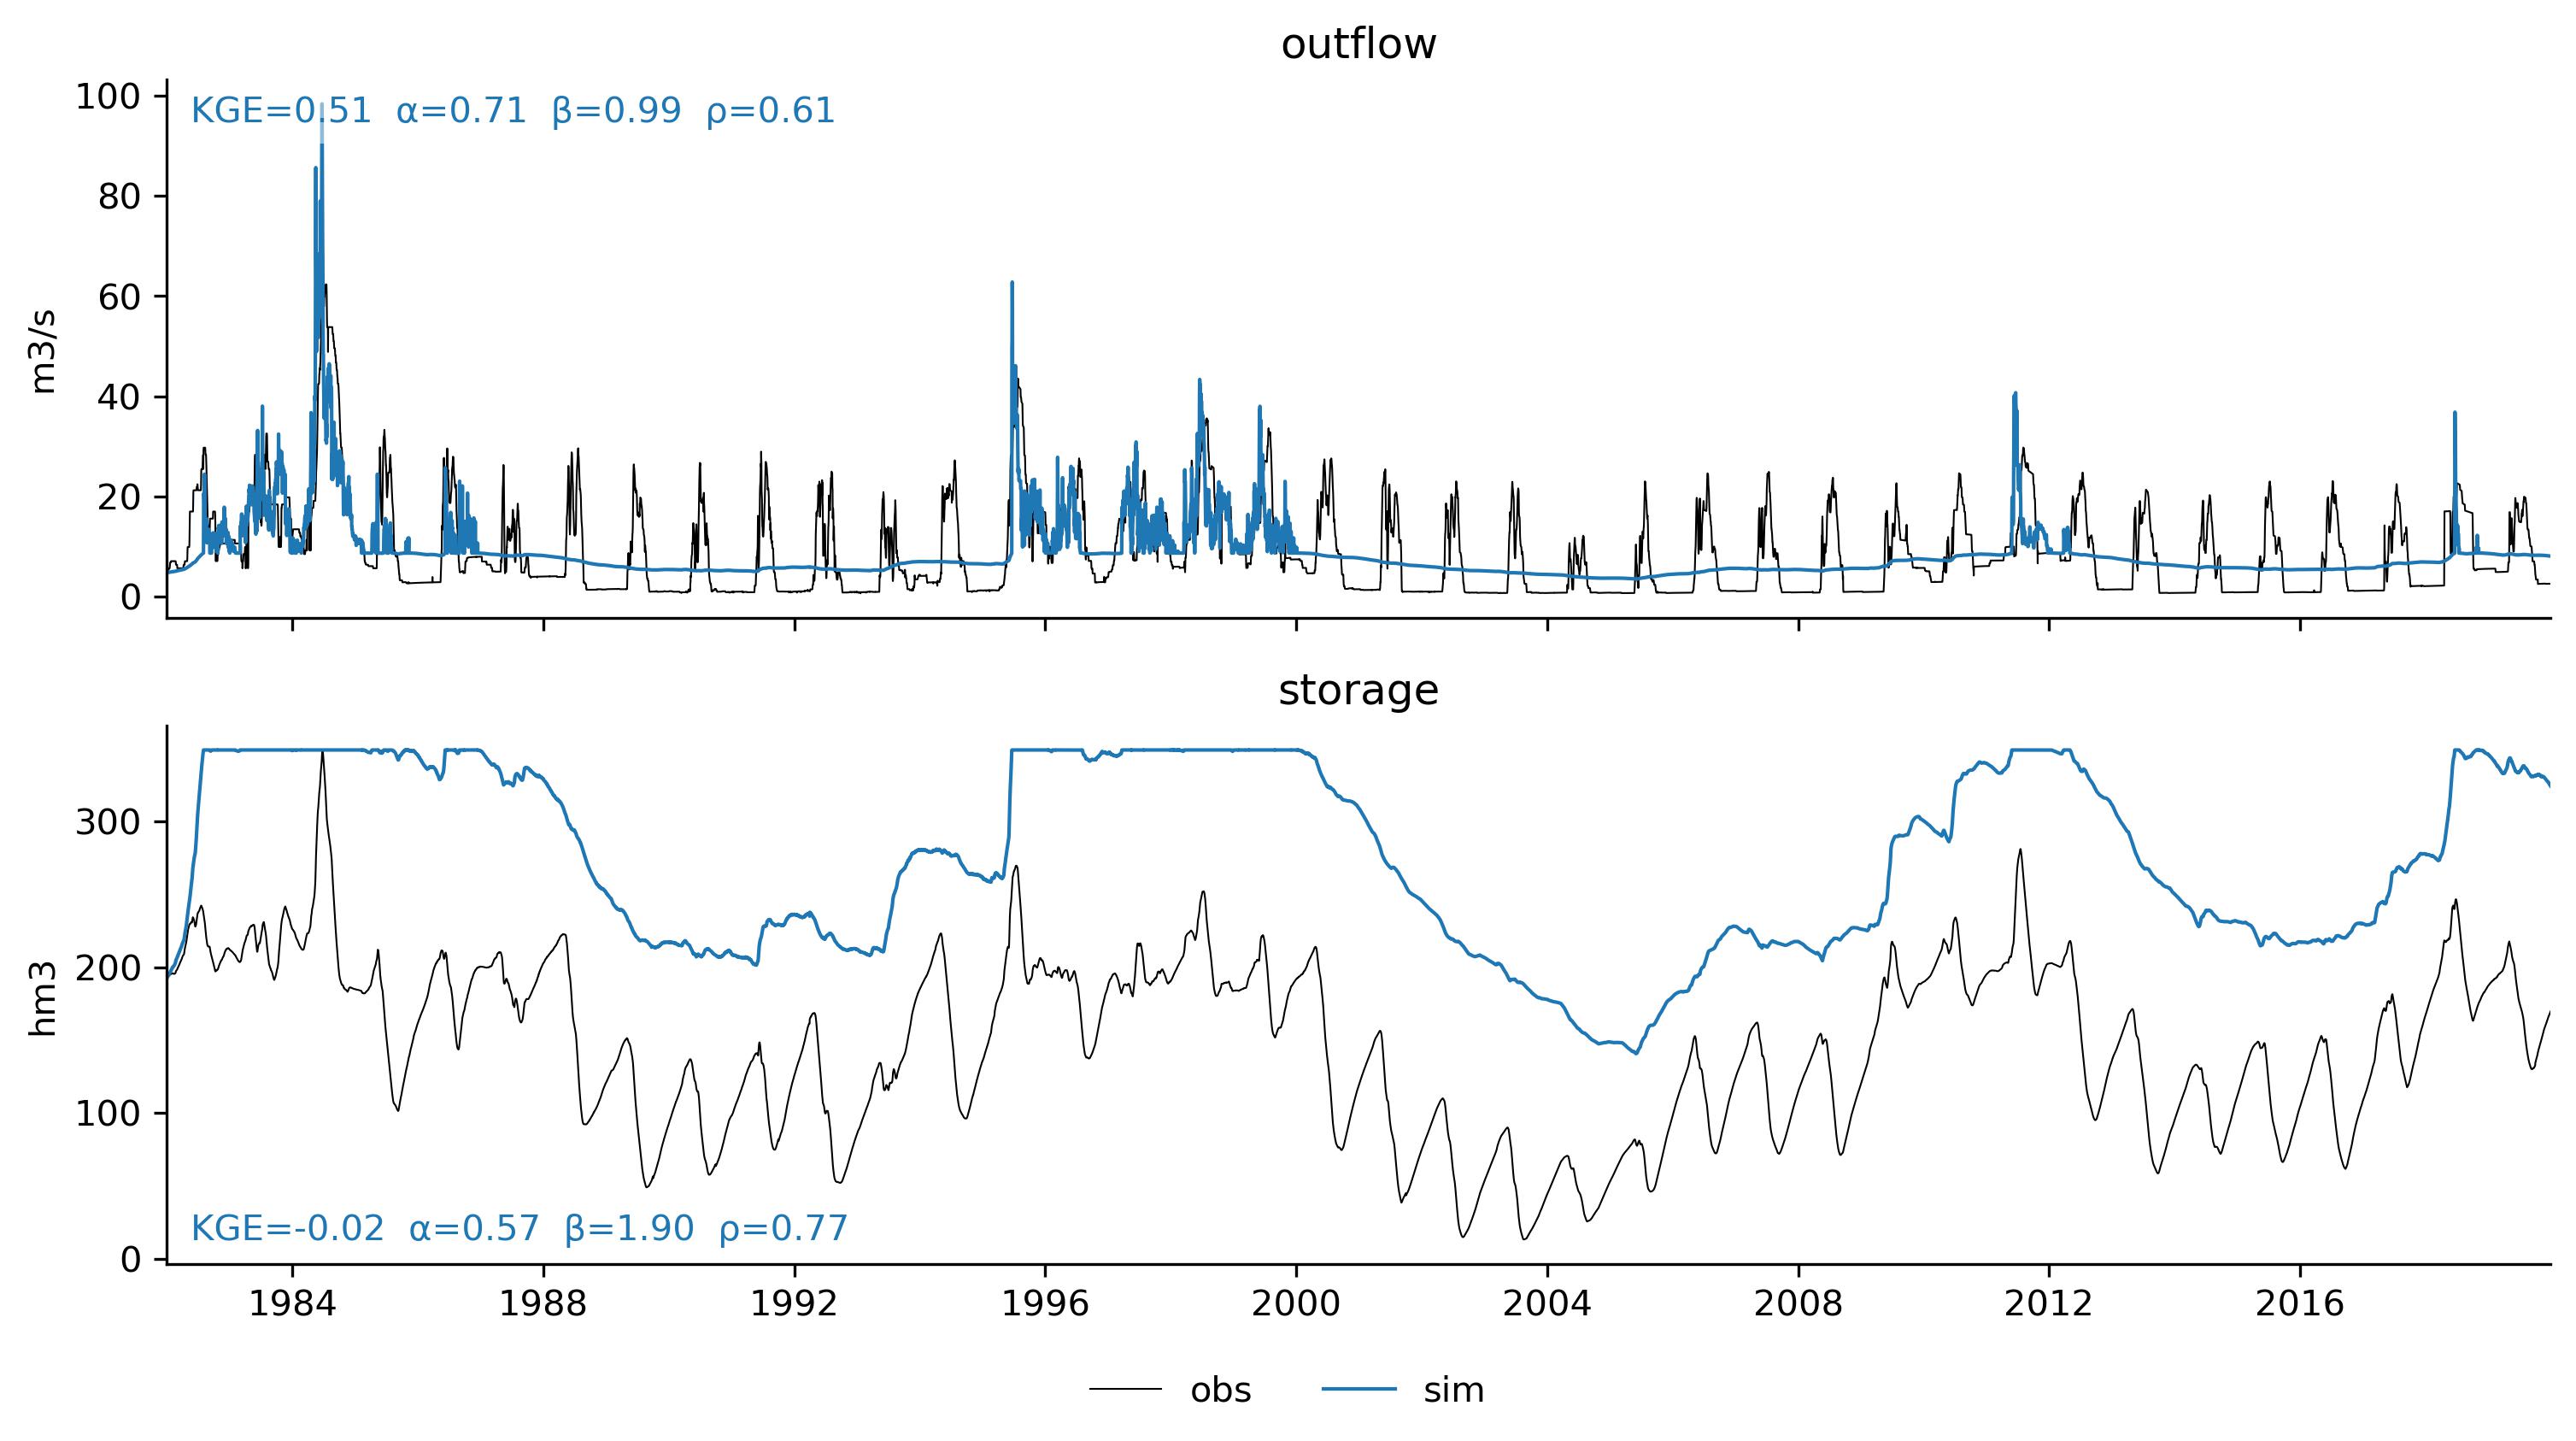 outflow
100
80
60
40
20
0
m3/s
KGE=0.51 α=0.71 β=0.99 ρ=0.61
storage
300
200
100
0
hm3
KGE=-0.02 α=0.57 β=1.90 ρ=0.77
1984 1988 1992 1996 2000 2004 2008 2012 2016
obs sim